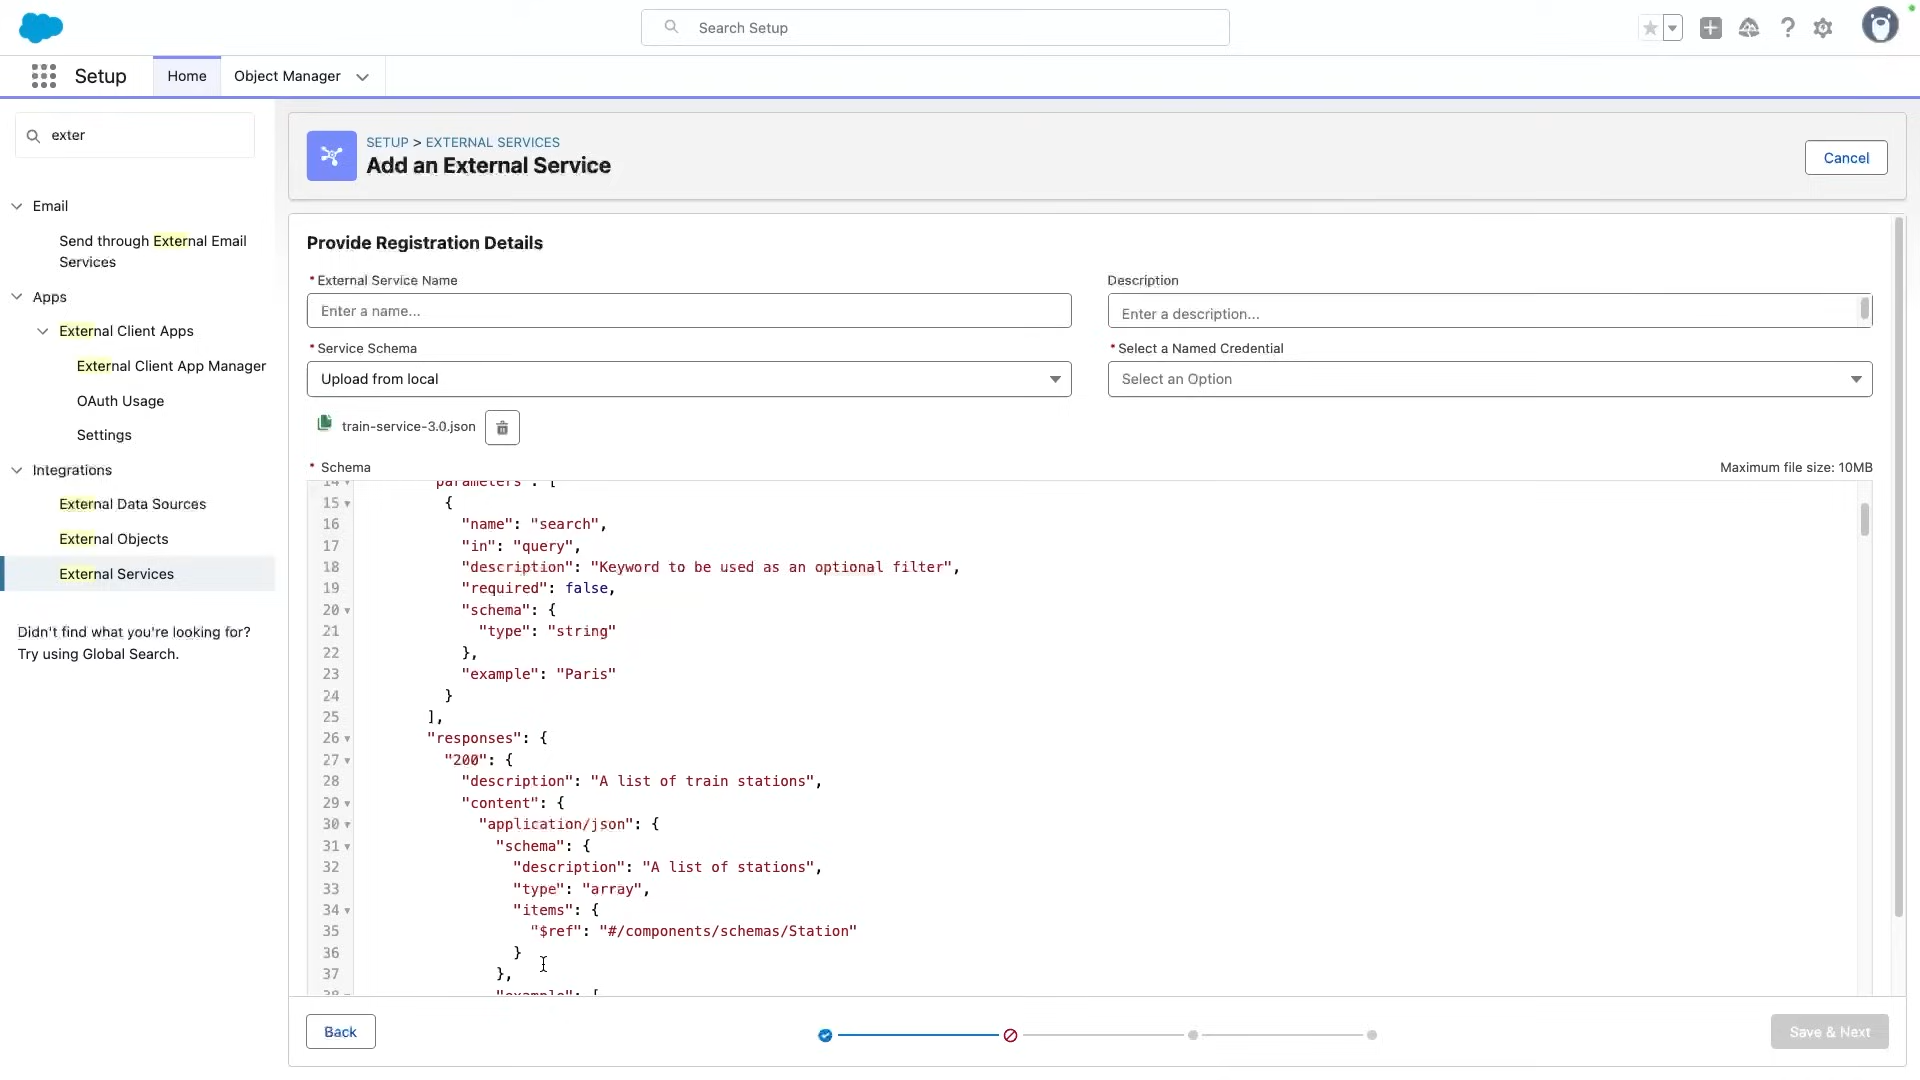 Search Setup
Setup
Home
Object Manager
exter
Email
Send through External Email
Services
Apps
External Client Apps
External Client App Manager
OAuth Usage
Settings
Integrations
External Data Sources
External Objects
External Services
Didn't find what you're looking for?
Try using Global Search.
SETUP > EXTERNAL SERVICES
Add an External Service
Cancel
Provide Registration Details
* External Service Name
Enter a name...
Description
Enter a description...
* Service Schema
Upload from local
* Select a Named Credential
Select an Option
train-service-3.0.json
* Schema
Maximum file size: 10MB
14 "parameters": [
15 {
16 "name": "search",
17 "in": "query",
18 "description": "Keyword to be used as an optional filter",
19 "required": false,
20 "schema": {
21 "type": "string"
22 },
23 "example": "Paris"
24 }
25 ],
26 "responses": {
27 "200": {
28 "description": "A list of train stations",
29 "content": {
30 "application/json": {
31 "schema": {
32 "description": "A list of stations",
33 "type": "array",
34 "items": {
35 "$ref": "#/components/schemas/Station"
36 }
37 },
38 "example": [
Back
Save & Next